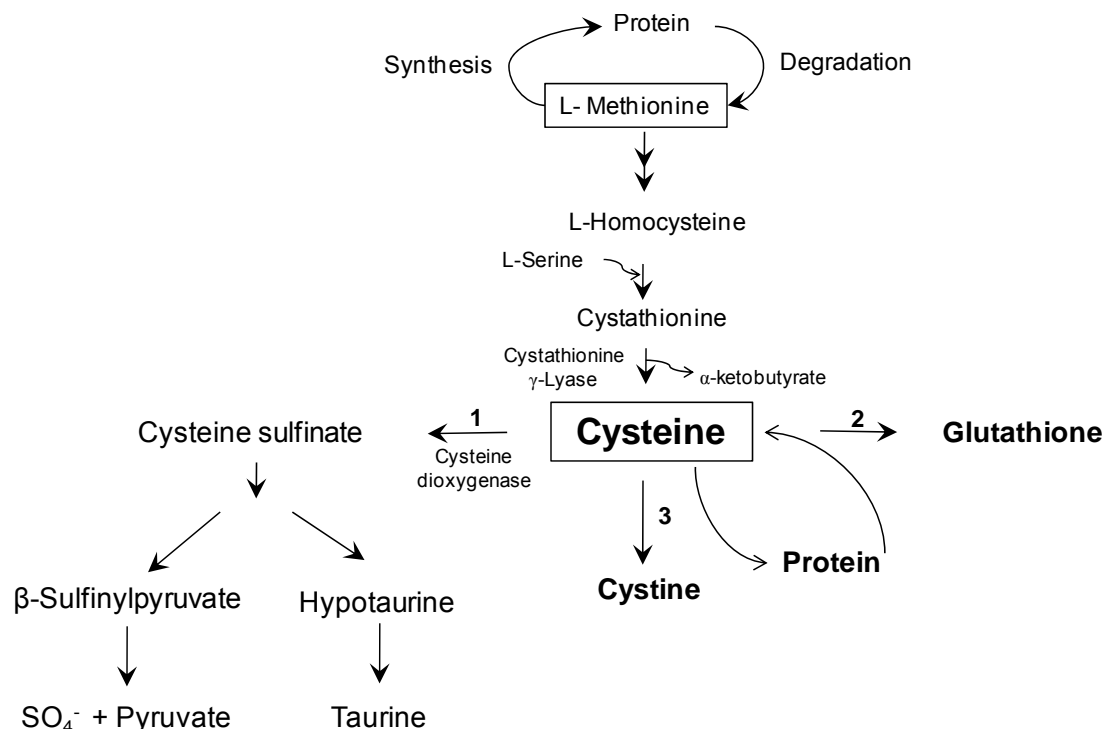 Protein
Synthesis
Degradation
L- Methionine
L-Homocysteine
L-Serine
Cystathionine
Cystathionine
γ-Lyase
α-ketobutyrate
Cysteine sulfinate
1
Cysteine
dioxygenase
Cysteine
2
Glutathione
3
Protein
Cystine
β-Sulfinylpyruvate
Hypotaurine
SO₄⁻ + Pyruvate
Taurine